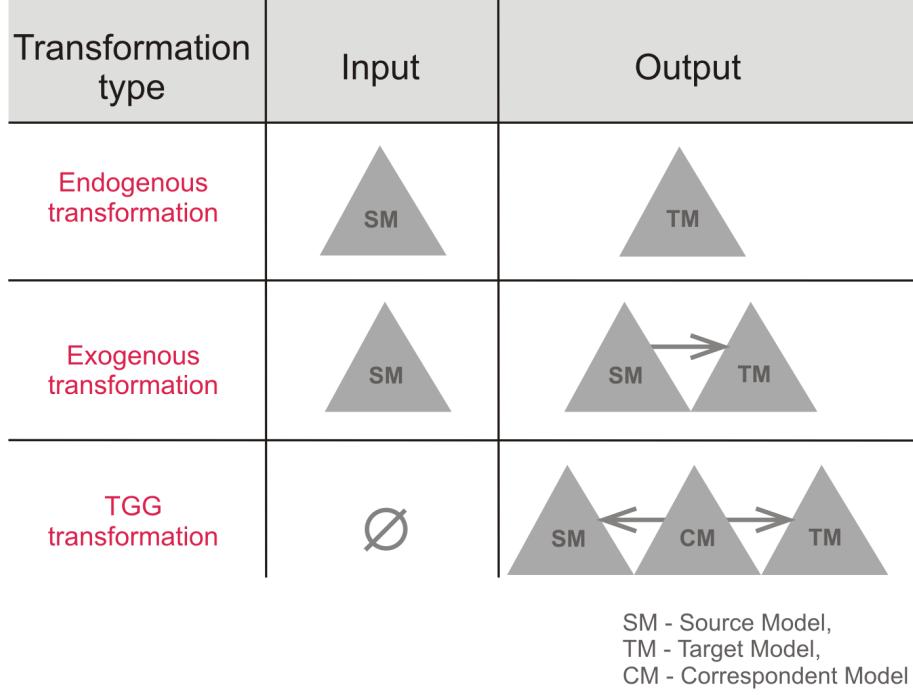 Transformation
type
Input
Output
Endogenous
transformation
SM
TM
Exogenous
transformation
SM
SM
TM
TGG
transformation
∅
SM
CM
TM
SM - Source Model,
TM - Target Model,
CM - Correspondent Model